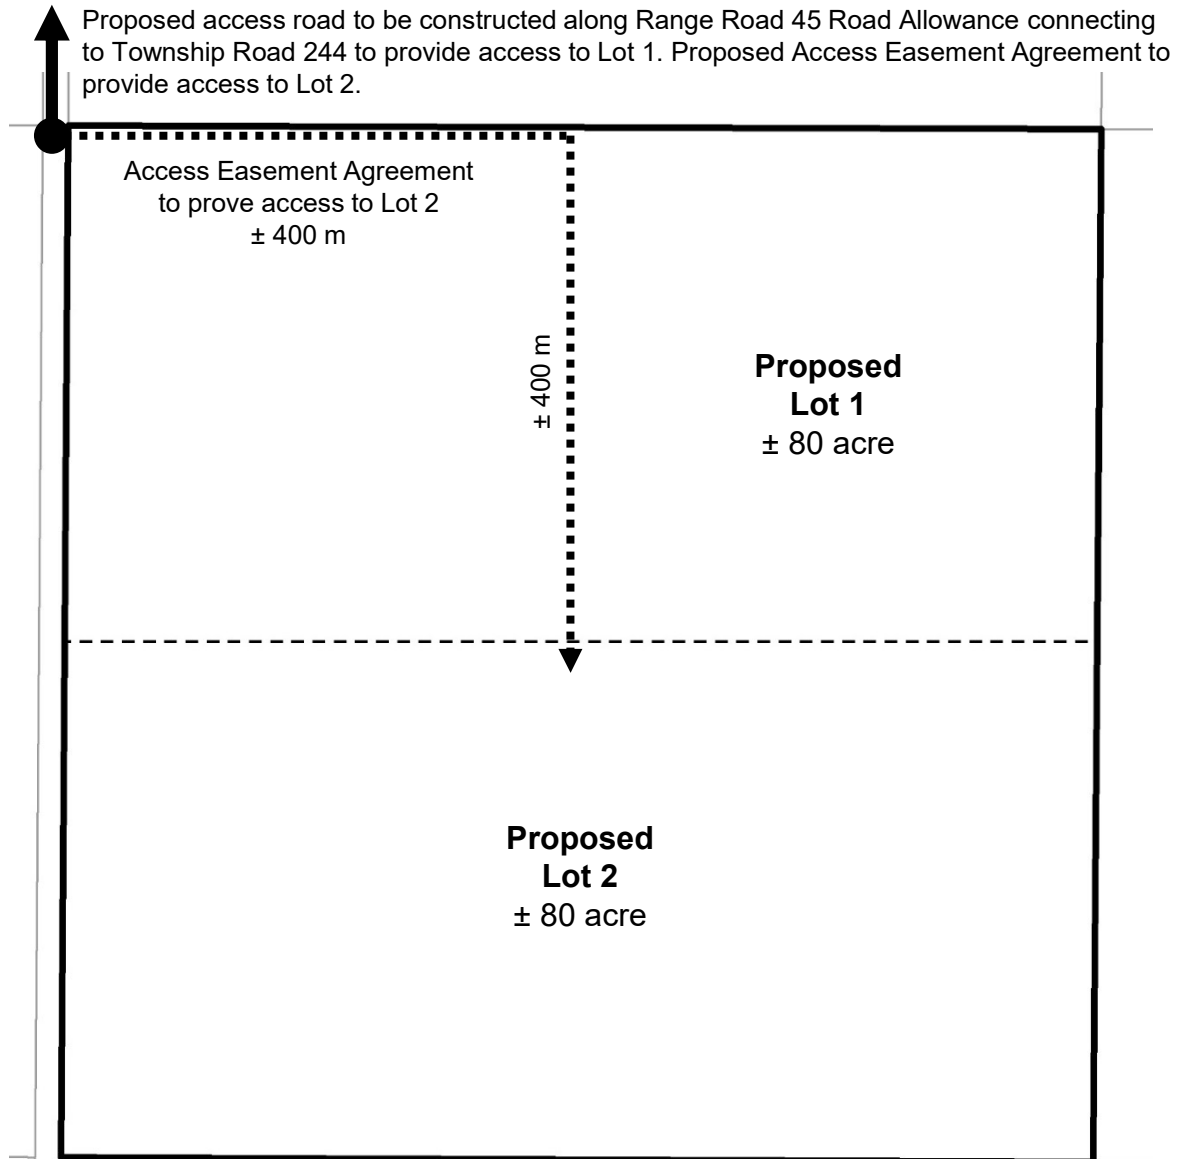 Proposed access road to be constructed along Range Road 45 Road Allowance connecting
to Township Road 244 to provide access to Lot 1. Proposed Access Easement Agreement to
provide access to Lot 2.
Access Easement Agreement
to prove access to Lot 2
± 400 m
± 400 m
Proposed
Lot 1
± 80 acre
Proposed
Lot 2
± 80 acre